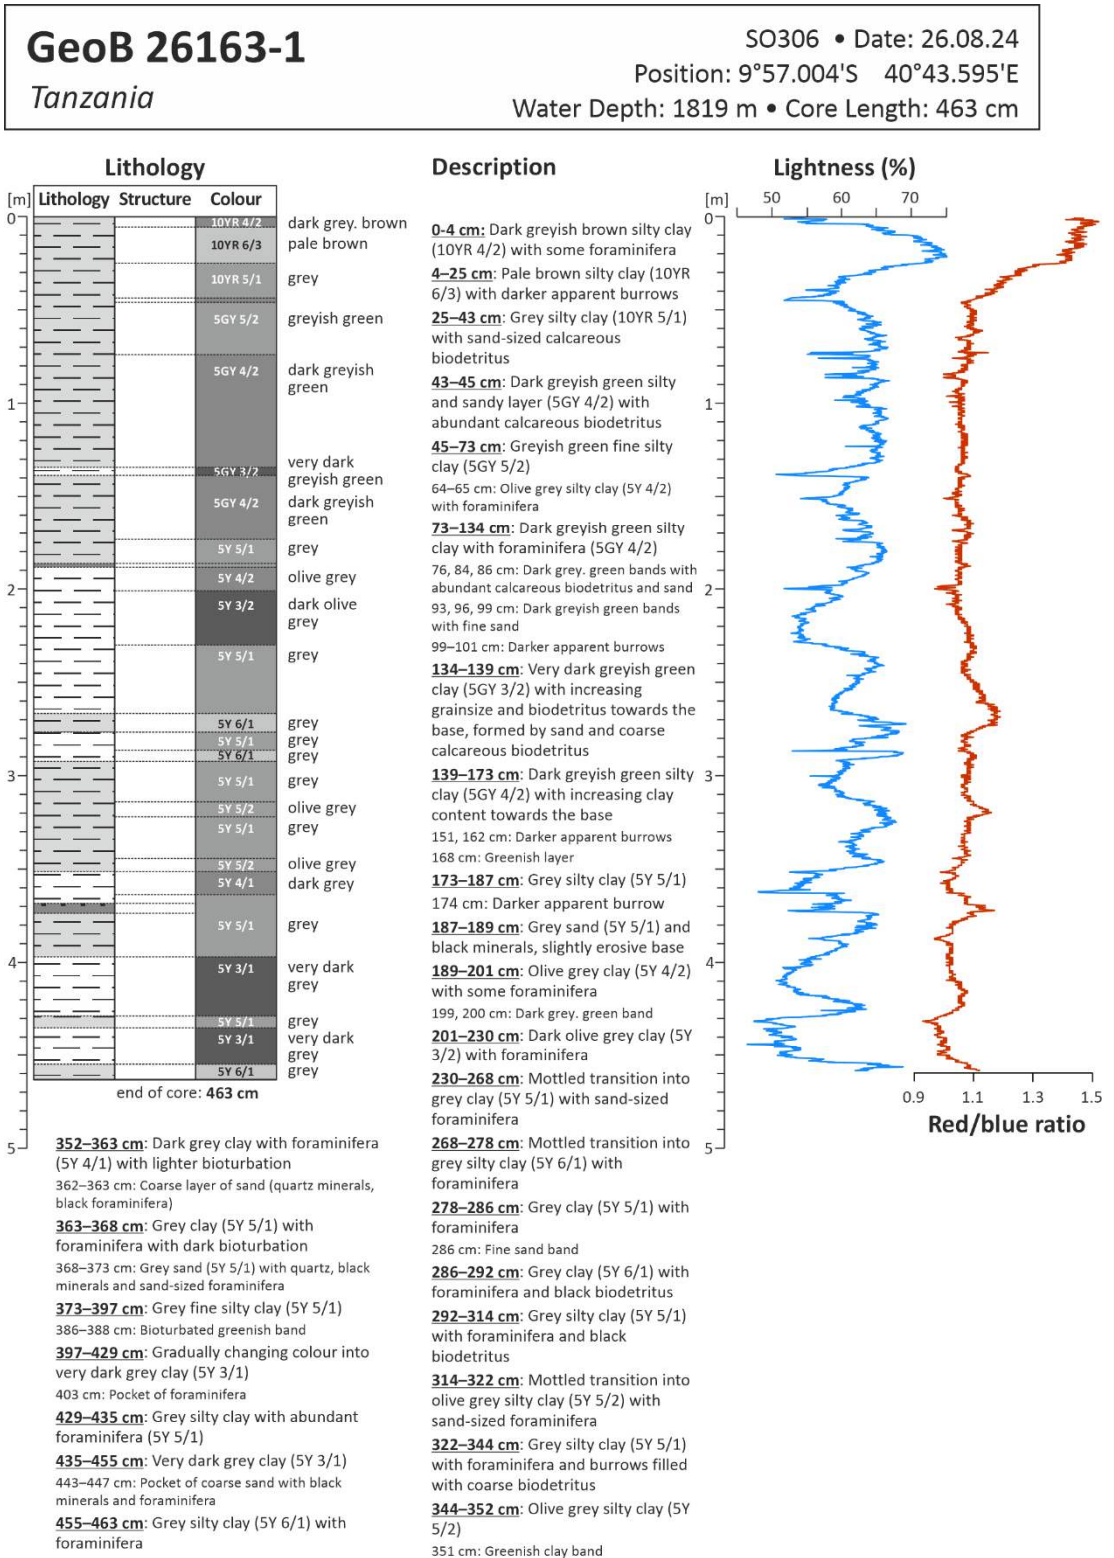 GeoB 26163-1
Tanzania
SO306 • Date: 26.08.24
Position: 9°57.004'S 40°43.595'E
Water Depth: 1819 m • Core Length: 463 cm
Lithology
[m] Lithology Structure Colour
0
10YR 4/2 dark grey. brown
10YR 6/3 pale brown
10YR 5/1 grey
5GY 5/2 greyish green
5GY 4/2 dark greyish
green
1
5GY 3/2 very dark
greyish green
5GY 4/2 dark greyish
green
5Y 5/1 grey
5Y 4/2 olive grey
2
5Y 3/2 dark olive
grey
5Y 5/1 grey
5Y 6/1 grey
5Y 5/1 grey
5Y 6/1 grey
3
5Y 5/1 grey
5Y 5/2 olive grey
5Y 5/1 grey
5Y 5/2 olive grey
5Y 4/1 dark grey
5Y 5/1 grey
4
5Y 3/1 very dark
grey
5Y 5/1 grey
5Y 3/1 very dark
grey
5Y 6/1 grey
end of core: 463 cm
5
Description
0-4 cm: Dark greyish brown silty clay
(10YR 4/2) with some foraminifera
4–25 cm: Pale brown silty clay (10YR
6/3) with darker apparent burrows
25–43 cm: Grey silty clay (10YR 5/1)
with sand-sized calcareous
biodetritus
43–45 cm: Dark greyish green silty
and sandy layer (5GY 4/2) with
abundant calcareous biodetritus
45–73 cm: Greyish green fine silty
clay (5GY 5/2)
64–65 cm: Olive grey silty clay (5Y 4/2)
with foraminifera
73–134 cm: Dark greyish green silty
clay with foraminifera (5GY 4/2)
76, 84, 86 cm: Dark grey. green bands with
abundant calcareous biodetritus and sand
93, 96, 99 cm: Dark greyish green bands
with fine sand
99–101 cm: Darker apparent burrows
134–139 cm: Very dark greyish green
clay (5GY 3/2) with increasing
grainsize and biodetritus towards the
base, formed by sand and coarse
calcareous biodetritus
139–173 cm: Dark greyish green silty
clay (5GY 4/2) with increasing clay
content towards the base
151, 162 cm: Darker apparent burrows
168 cm: Greenish layer
173–187 cm: Grey silty clay (5Y 5/1)
174 cm: Darker apparent burrow
187–189 cm: Grey sand (5Y 5/1) and
black minerals, slightly erosive base
189–201 cm: Olive grey clay (5Y 4/2)
with some foraminifera
199, 200 cm: Dark grey. green band
201–230 cm: Dark olive grey clay (5Y
3/2) with foraminifera
230–268 cm: Mottled transition into
grey clay (5Y 5/1) with sand-sized
foraminifera
268–278 cm: Mottled transition into
grey silty clay (5Y 6/1) with
foraminifera
278–286 cm: Grey clay (5Y 5/1) with
foraminifera
286 cm: Fine sand band
286–292 cm: Grey clay (5Y 6/1) with
foraminifera and black biodetritus
292–314 cm: Grey silty clay (5Y 5/1)
with foraminifera and black
biodetritus
314–322 cm: Mottled transition into
olive grey silty clay (5Y 5/2) with
sand-sized foraminifera
322–344 cm: Grey silty clay (5Y 5/1)
with foraminifera and burrows filled
with coarse biodetritus
344–352 cm: Olive grey silty clay (5Y
5/2)
351 cm: Greenish clay band
352–363 cm: Dark grey clay with foraminifera
(5Y 4/1) with lighter bioturbation
362–363 cm: Coarse layer of sand (quartz minerals,
black foraminifera)
363–368 cm: Grey clay (5Y 5/1) with
foraminifera with dark bioturbation
368–373 cm: Grey sand (5Y 5/1) with quartz, black
minerals and sand-sized foraminifera
373–397 cm: Grey fine silty clay (5Y 5/1)
386–388 cm: Bioturbated greenish band
397–429 cm: Gradually changing colour into
very dark grey clay (5Y 3/1)
403 cm: Pocket of foraminifera
429–435 cm: Grey silty clay with abundant
foraminifera (5Y 5/1)
435–455 cm: Very dark grey clay (5Y 3/1)
443–447 cm: Pocket of coarse sand with black
minerals and foraminifera
455–463 cm: Grey silty clay (5Y 6/1) with
foraminifera
Lightness (%)
[m] 50 60 70
0
1
2
3
4
5
0.9 1.1 1.3 1.5
Red/blue ratio